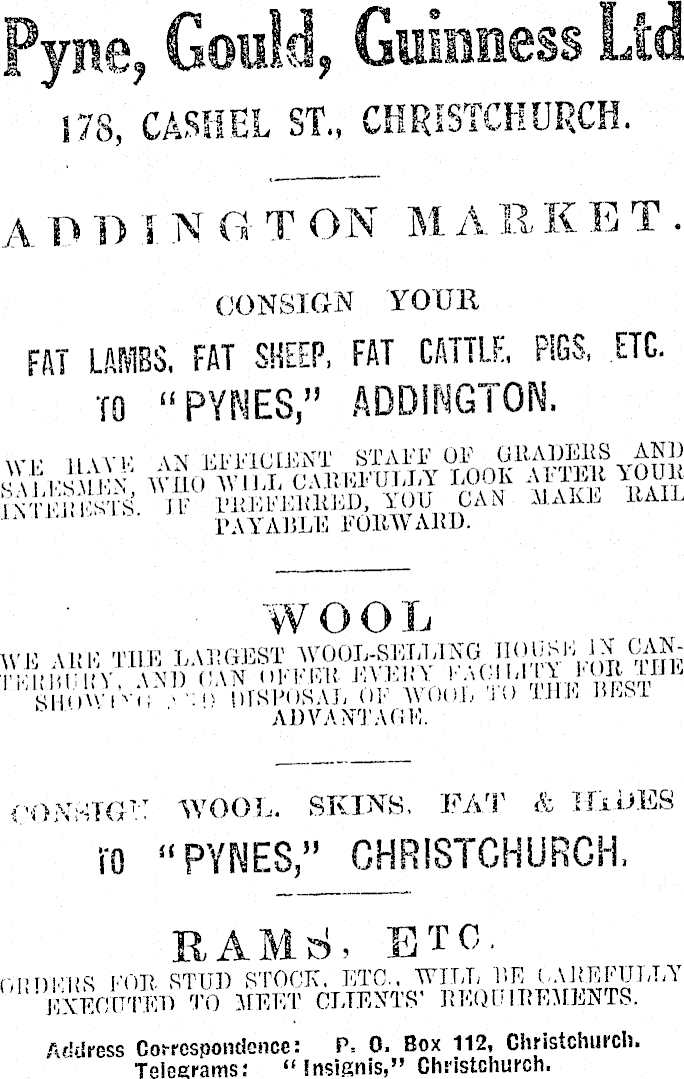 Pyne, Gould, Guinness Ltd
178, CASHEL ST., CHRISTCHURCH.
ADDINGTON MARKET.
CONSIGN YOUR
FAT LAMBS, FAT SHEEP, FAT CATTLE, PIGS, ETC.
TO "PYNES," ADDINGTON.
WE HAVE AN EFFICIENT STAFF OF GRADERS AND
SALESMEN, WHO WILL CAREFULLY LOOK AFTER YOUR
INTERESTS. IF PREFERRED, YOU CAN MAKE RAIL
PAYABLE FORWARD.
WOOL
WE ARE THE LARGEST WOOL-SELLING HOUSE IN CAN-
TERBURY, AND CAN OFFER EVERY FACILITY FOR THE
SHOWING AND DISPOSAL OF WOOL TO THE BEST
ADVANTAGE.
CONSIGN WOOL, SKINS, FAT & HIDES
TO "PYNES," CHRISTCHURCH.
RAMS, ETC.
ORDERS FOR STUD STOCK, ETC., WILL BE CAREFULLY
EXECUTED TO MEET CLIENTS' REQUIREMENTS.
Address Correspondence: P. O. Box 112, Christchurch.
Telegrams: "Insignis," Christchurch.